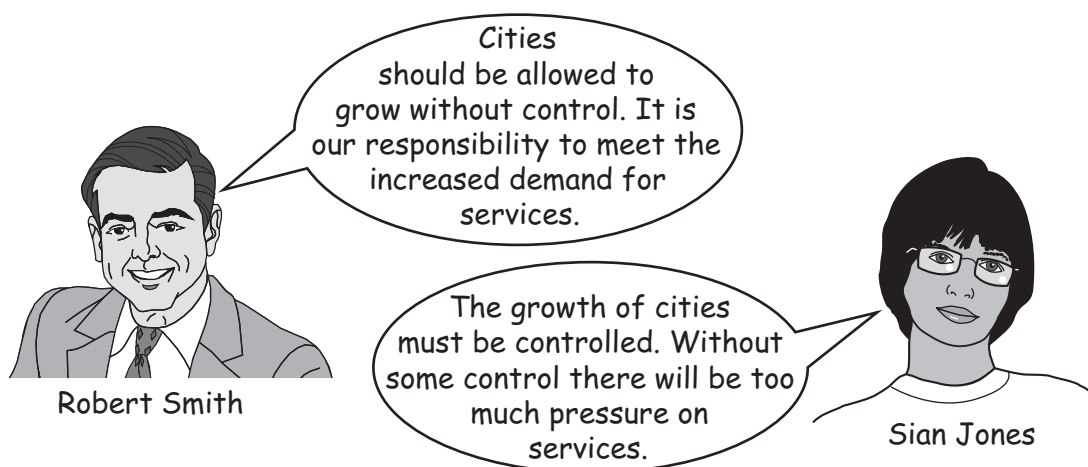 Cities
should be allowed to
grow without control. It is
our responsibility to meet the
increased demand for
services.
Robert Smith
The growth of cities
must be controlled. Without
some control there will be too
much pressure on
services.
Sian Jones